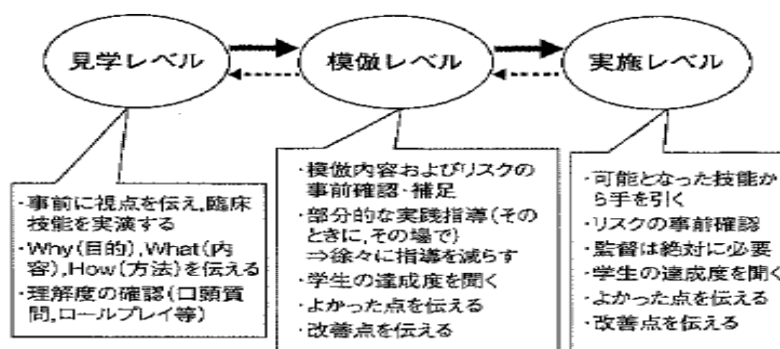 見学レベル
模倣レベル
実施レベル
・事前に視点を伝え,臨床
技能を実演する
・Why(目的),What(内
容),How(方法)を伝える
・理解度の確認(口頭質
問,ロールプレイ等)
・模倣内容およびリスクの
事前確認・補足
・部分的な実践指導(その
ときに,その場で)
⇒徐々に指導を減らす
・学生の達成度を聞く
・よかった点を伝える
・改善点を伝える
・可能となった技能か
ら手を引く
・リスクの事前確認
・監督は絶対に必要
・学生の達成度を聞く
・よかった点を伝える
・改善点を伝える